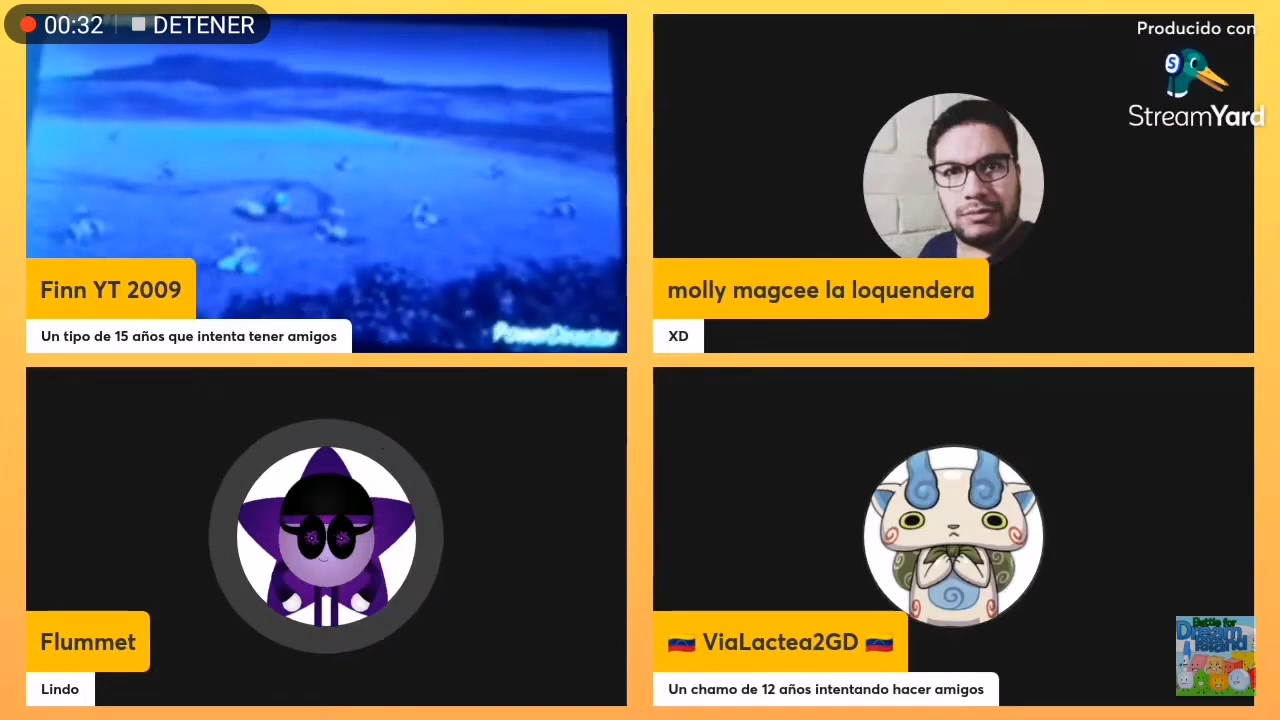 00:32 DETENER
Producido con
StreamYard
PowerDirector
Finn YT 2009
Un tipo de 15 años que intenta tener amigos
molly magcee la loquendera
XD
Flummet
Lindo
🇻🇪 ViaLactea2GD 🇻🇪
Un chamo de 12 años intentando hacer amigos
Battle for
Dream
Island